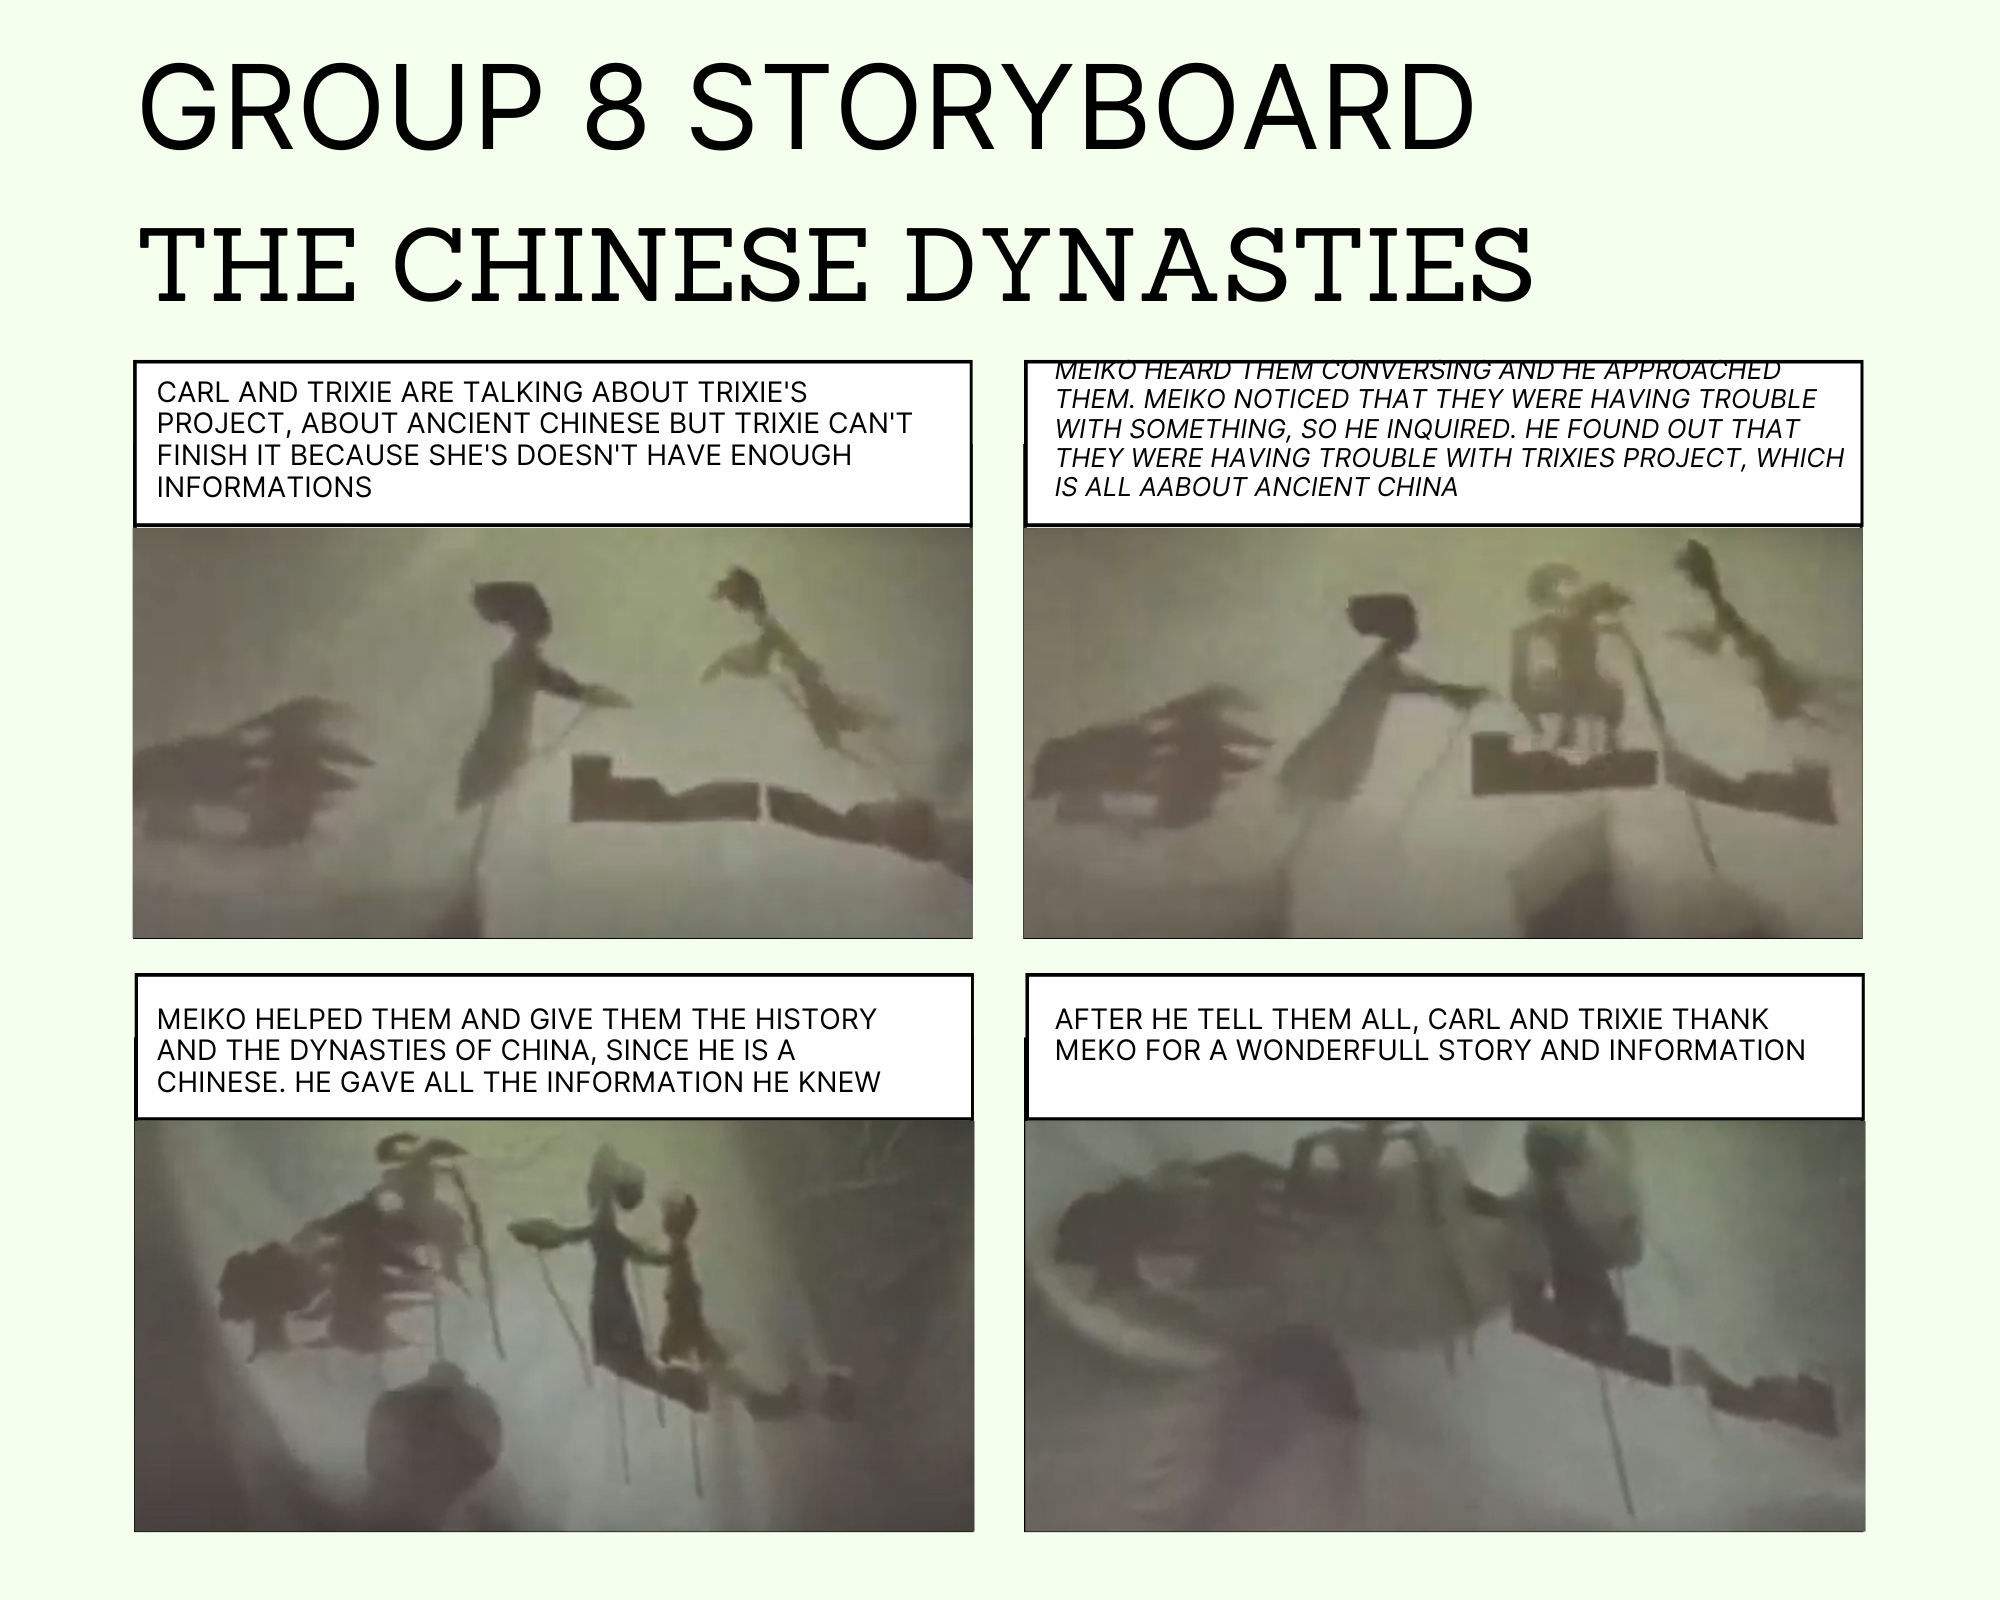 GROUP 8 STORYBOARD
THE CHINESE DYNASTIES
CARL AND TRIXIE ARE TALKING ABOUT TRIXIE'S
PROJECT, ABOUT ANCIENT CHINESE BUT TRIXIE CAN'T
FINISH IT BECAUSE SHE'S DOESN'T HAVE ENOUGH
INFORMATIONS
MEIKO HEARD THEM CONVERSING AND HE APPROACHED
THEM. MEIKO NOTICED THAT THEY WERE HAVING TROUBLE
WITH SOMETHING, SO HE INQUIRED. HE FOUND OUT THAT
THEY WERE HAVING TROUBLE WITH TRIXIES PROJECT, WHICH
IS ALL AABOUT ANCIENT CHINA
MEIKO HELPED THEM AND GIVE THEM THE HISTORY
AND THE DYNASTIES OF CHINA, SINCE HE IS A
CHINESE. HE GAVE ALL THE INFORMATION HE KNEW
AFTER HE TELL THEM ALL, CARL AND TRIXIE THANK
MEKO FOR A WONDERFULL STORY AND INFORMATION